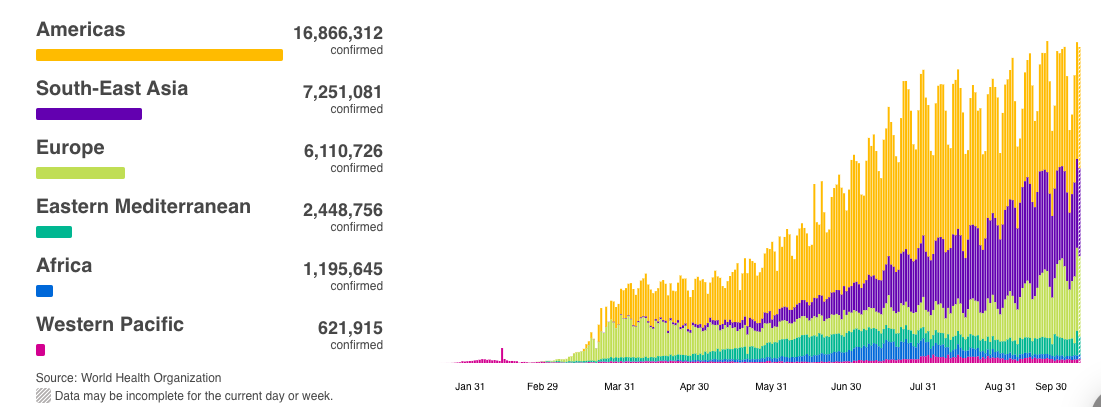 Americas
16,866,312
confirmed
South-East Asia
7,251,081
confirmed
Europe
6,110,726
confirmed
Eastern Mediterranean
2,448,756
confirmed
Africa
1,195,645
confirmed
Western Pacific
621,915
confirmed
Source: World Health Organization
Data may be incomplete for the current day or week.
Jan 31 Feb 29 Mar 31 Apr 30 May 31 Jun 30 Jul 31 Aug 31 Sep 30